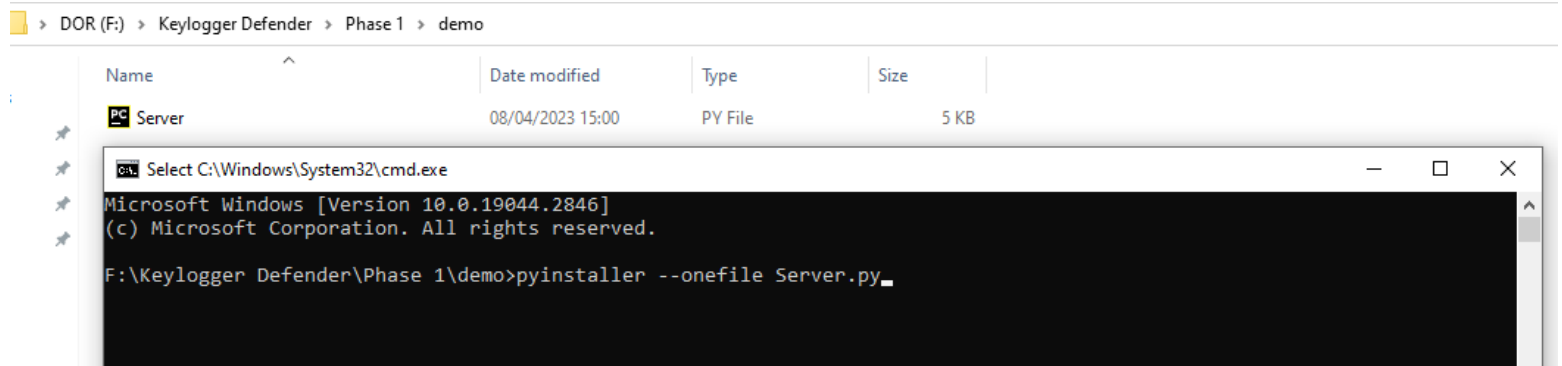 > DOR (F:) > Keylogger Defender > Phase 1 > demo
Name Date modified Type Size
PC Server 08/04/2023 15:00 PY File 5 KB
C:\. Select C:\Windows\System32\cmd.exe
Microsoft Windows [Version 10.0.19044.2846]
(c) Microsoft Corporation. All rights reserved.
F:\Keylogger Defender\Phase 1\demo>pyinstaller --onefile Server.py